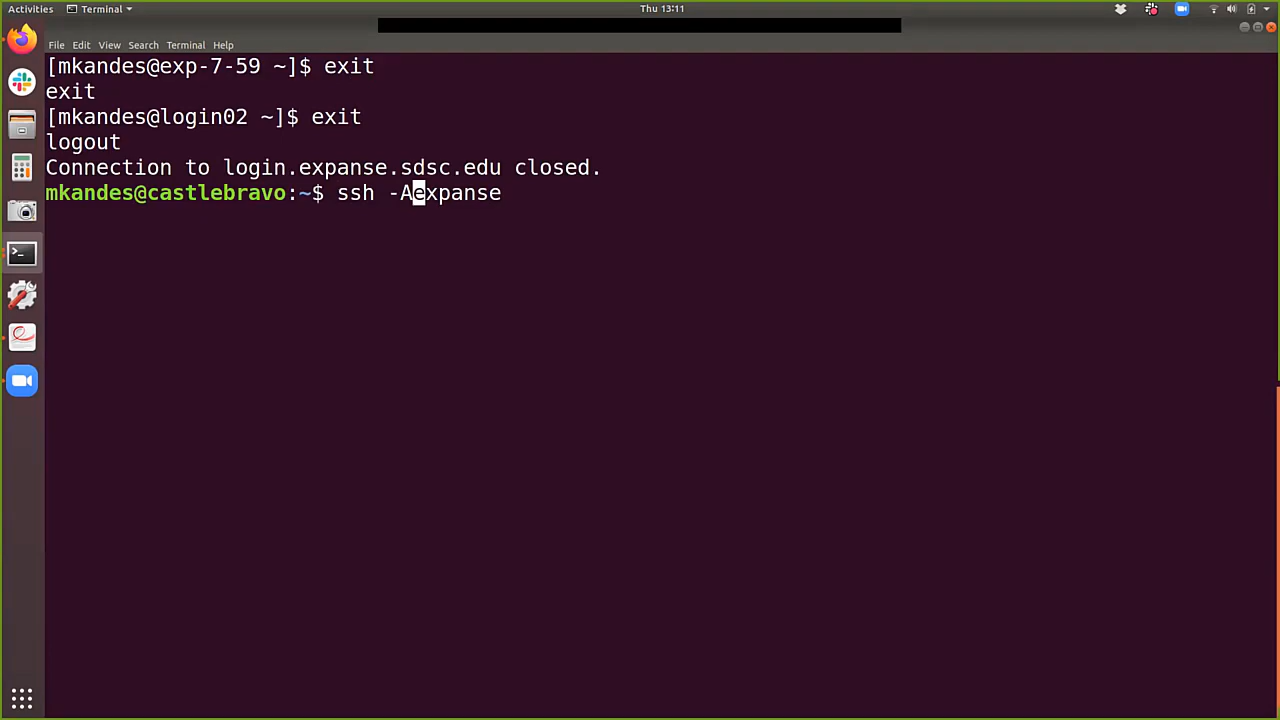 Activities Terminal Thu 13:11
File Edit View Search Terminal Help
[mkandes@exp-7-59 ~]$ exit
exit
[mkandes@login02 ~]$ exit
logout
Connection to login.expanse.sdsc.edu closed.
mkandes@castlebravo:~$ ssh -Aexpanse